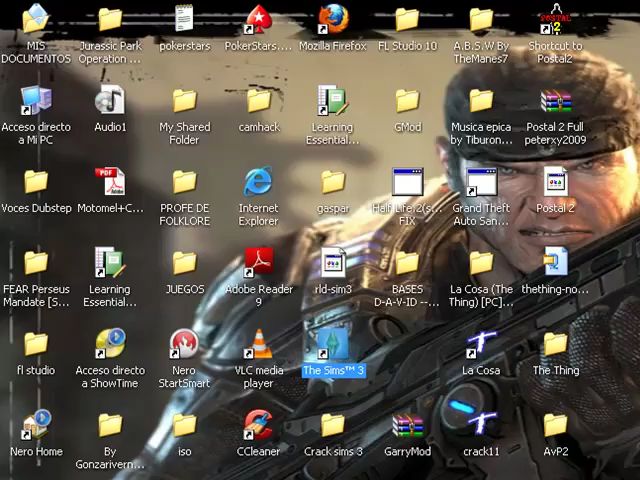 MIS DOCUMENTOS
Jurassic Park Operation ...
pokerstars
PokerStars....
Mozilla Firefox
FL Studio 10
A.B.S.W By TheManes7
Shortcut to Postal2
POSTAL
2
Acceso directo a Mi PC
Audio1
My Shared Folder
camhack
Learning Essential...
GMod
Musica epica by Tiburon...
Postal 2 Full peterxy2009
Voces Dubstep
PDF
Motomel+C...
PROFE.DE FOLKLORE
Internet Explorer
gaspar
Half Life.2(s... FIX
Grand Theft Auto San...
Postal 2
FEAR Perseus Mandate [S...
Learning Essential...
JUEGOS
Adobe Reader 9
rld-sim3
BASES D-A-V-ID --...
La Cosa (The Thing) [PC]...
thething-no...
fl studio
Acceso directo a ShowTime
Nero StartSmart
VLC media player
The Sims™ 3
La Cosa
The Thing
Nero Home
By Gonzarivern...
iso
CCleaner
Crack sims 3
GarryMod
crack11
AvP2